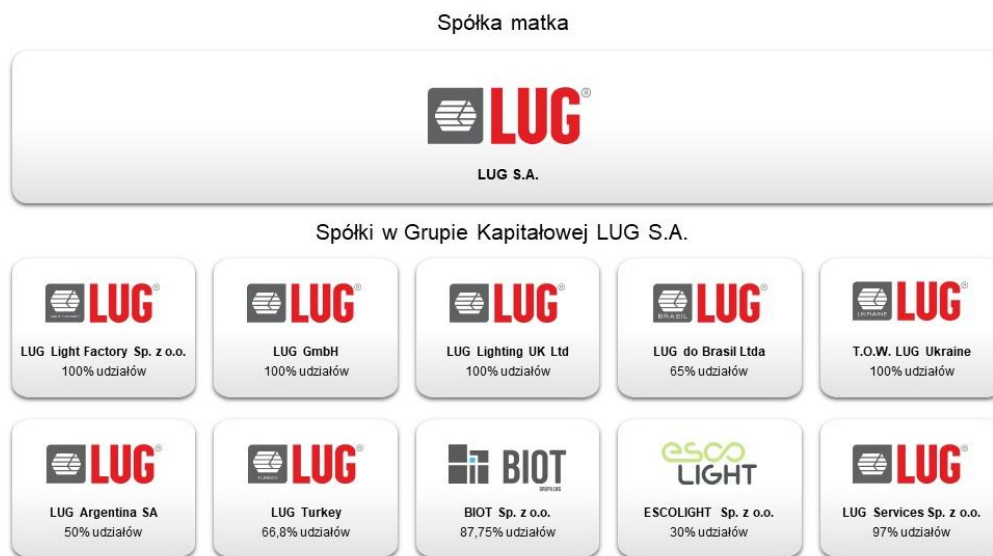 Spółka matka
LUG®
LUG S.A.
Spółki w Grupie Kapitałowej LUG S.A.
LUG®
LUG Light Factory Sp. z o.o.
100% udziałów
LUG®
LUG GmbH
100% udziałów
LUG®
LUG Lighting UK Ltd
100% udziałów
BRASIL LUG®
LUG do Brasil Ltda
65% udziałów
UKRAINE LUG®
T.O.W. LUG Ukraine
100% udziałów
LUG®
LUG Argentina SA
50% udziałów
TURKEY LUG®
LUG Turkey
66,8% udziałów
BIOT
BIOT Sp. z o.o.
87,75% udziałów
esco
LIGHT
ESCOLIGHT Sp. z o.o.
30% udziałów
LUG®
LUG Services Sp. z o.o.
97% udziałów